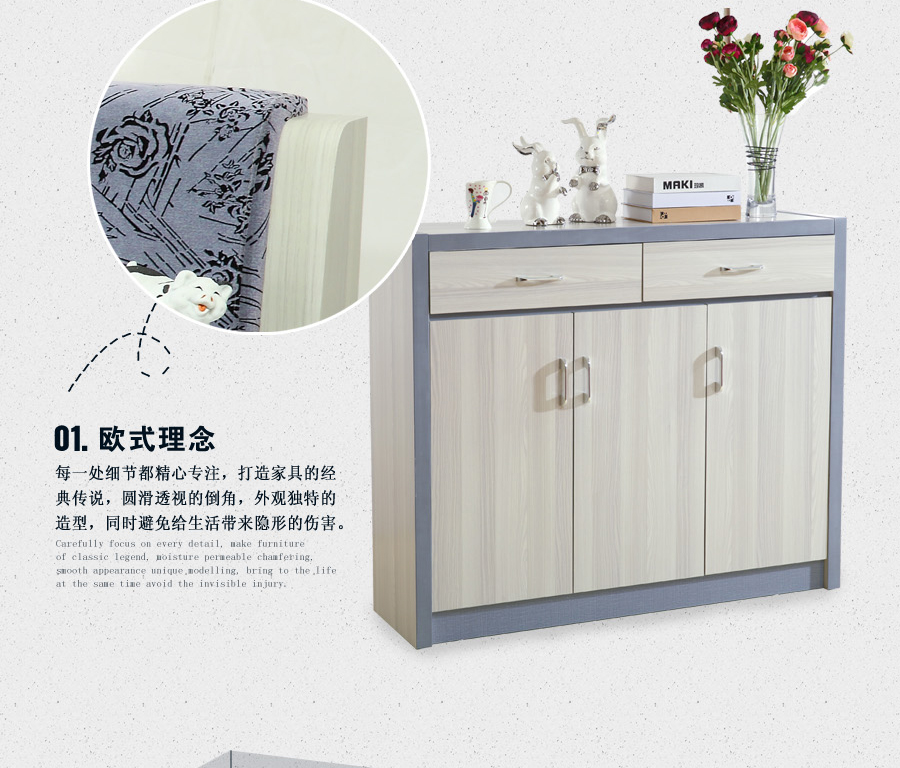 MAKI
01. 欧式理念
每一处细节都精心专注，打造家具的经
典传说，圆滑透视的倒角，外观独特的
造型，同时避免给生活带来隐形的伤害。
Carefully focus on every detail, make furniture
of classic legend, moisture permeable chamfering,
smooth appearance unique modelling, bring to the life
at the same time avoid the invisible injury.